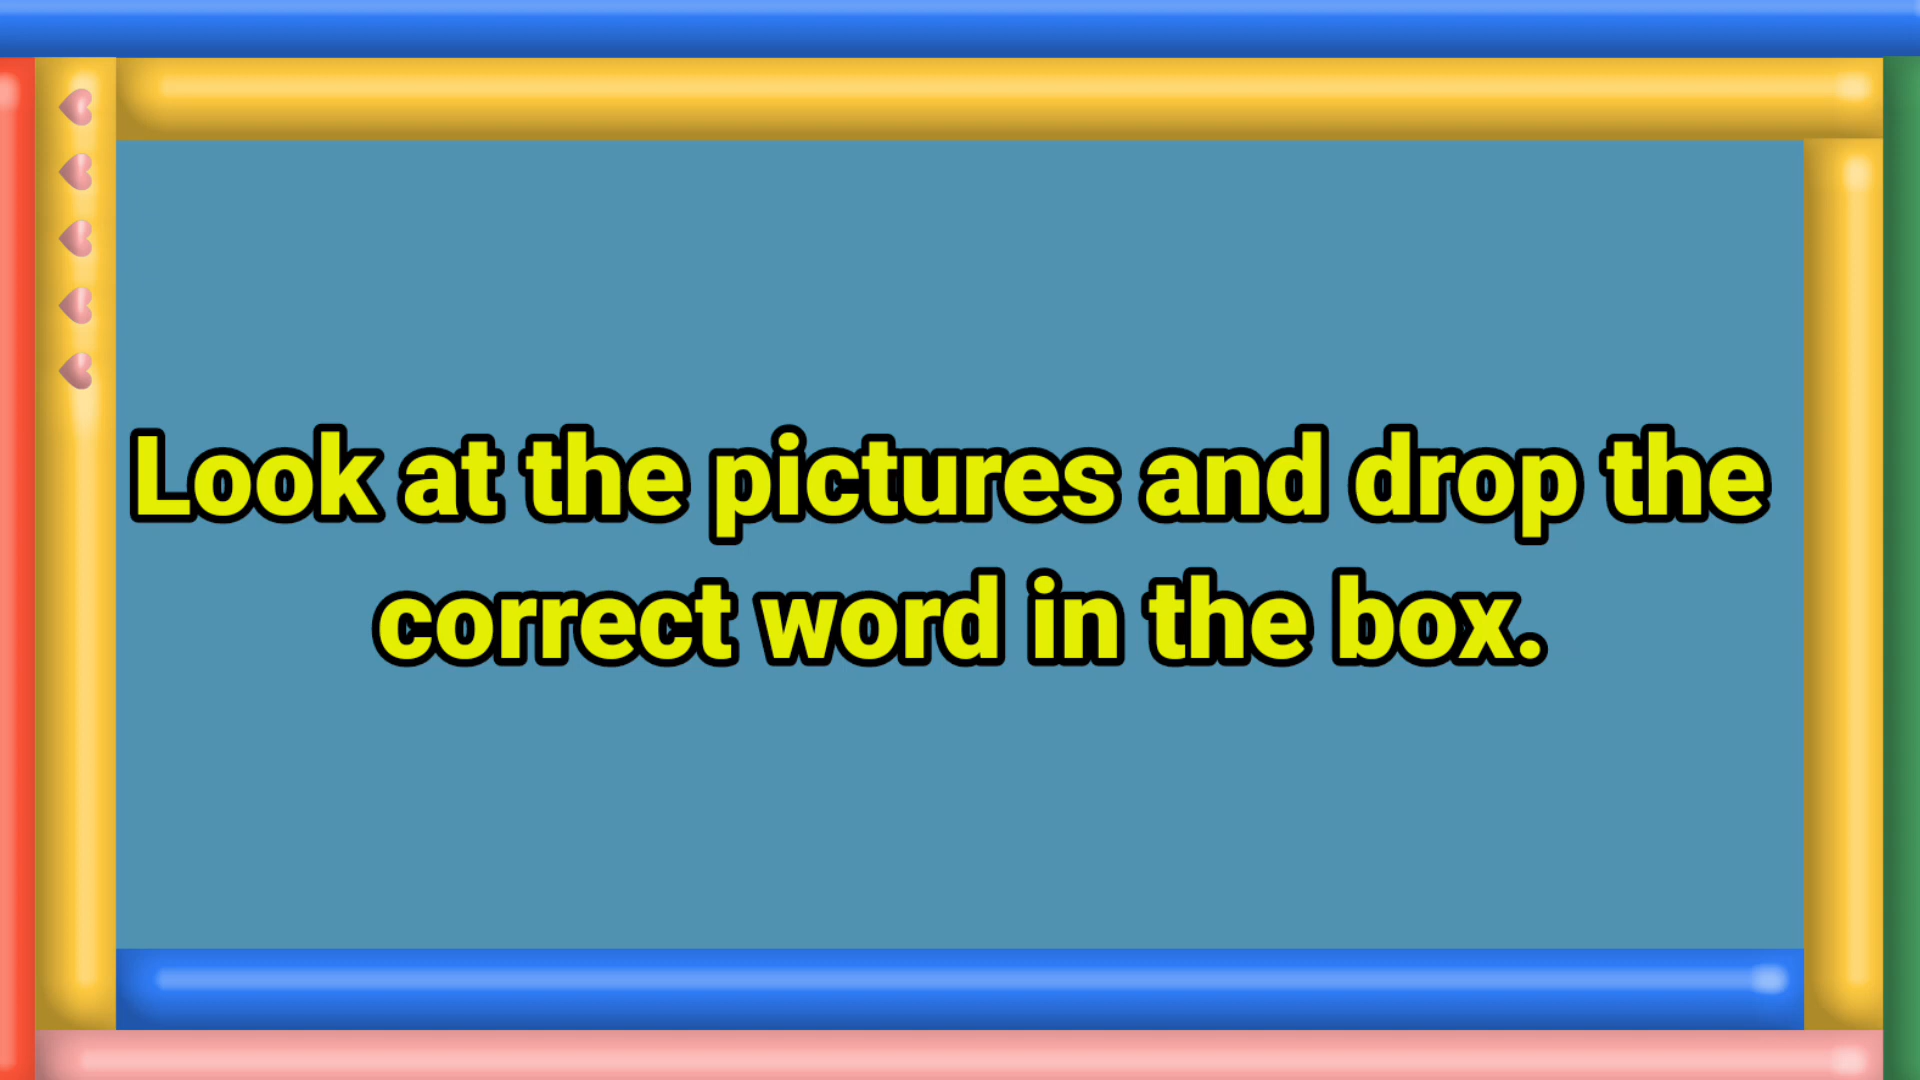 Look at the pictures and drop the
correct word in the box.